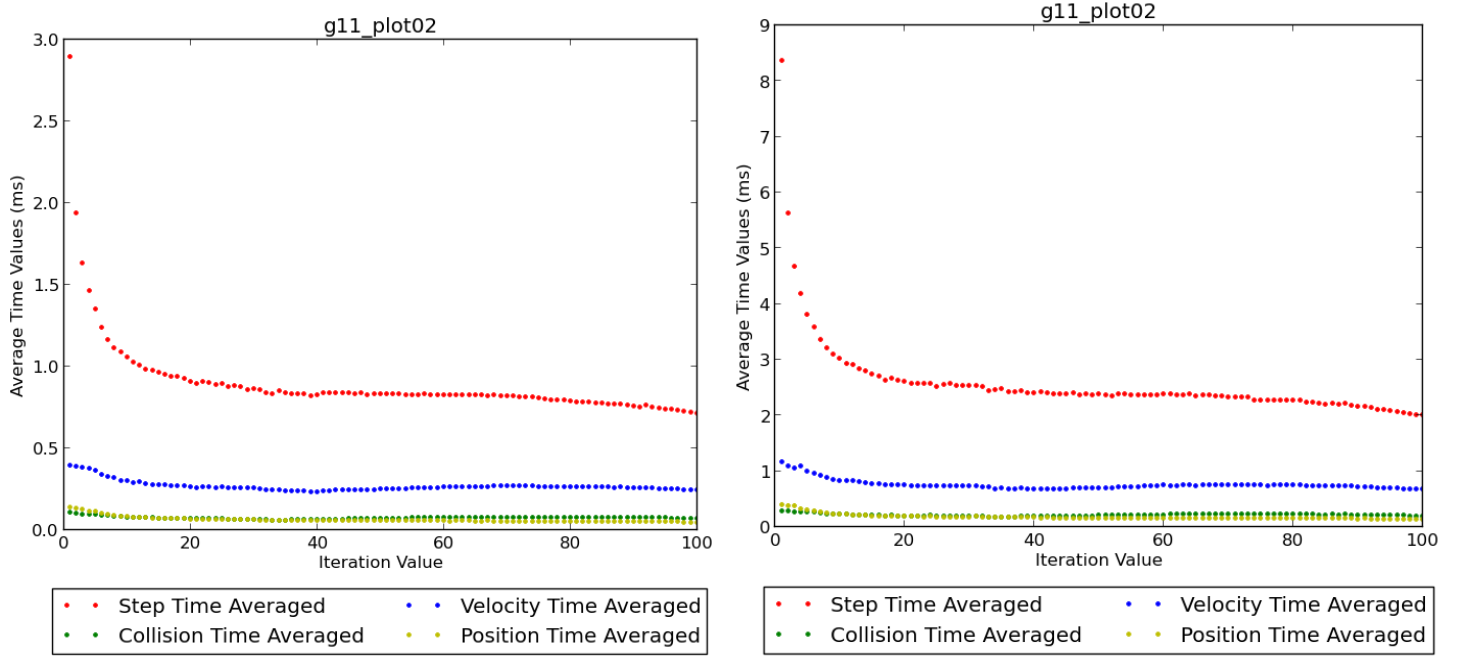 g11_plot02
3.0
2.5
2.0
1.5
1.0
0.5
0.0
Average Time Values (ms)
0 20 40 60 80 100
Iteration Value
Step Time Averaged Velocity Time Averaged
Collision Time Averaged Position Time Averaged
g11_plot02
9
8
7
6
5
4
3
2
1
0
Average Time Values (ms)
0 20 40 60 80 100
Iteration Value
Step Time Averaged Velocity Time Averaged
Collision Time Averaged Position Time Averaged